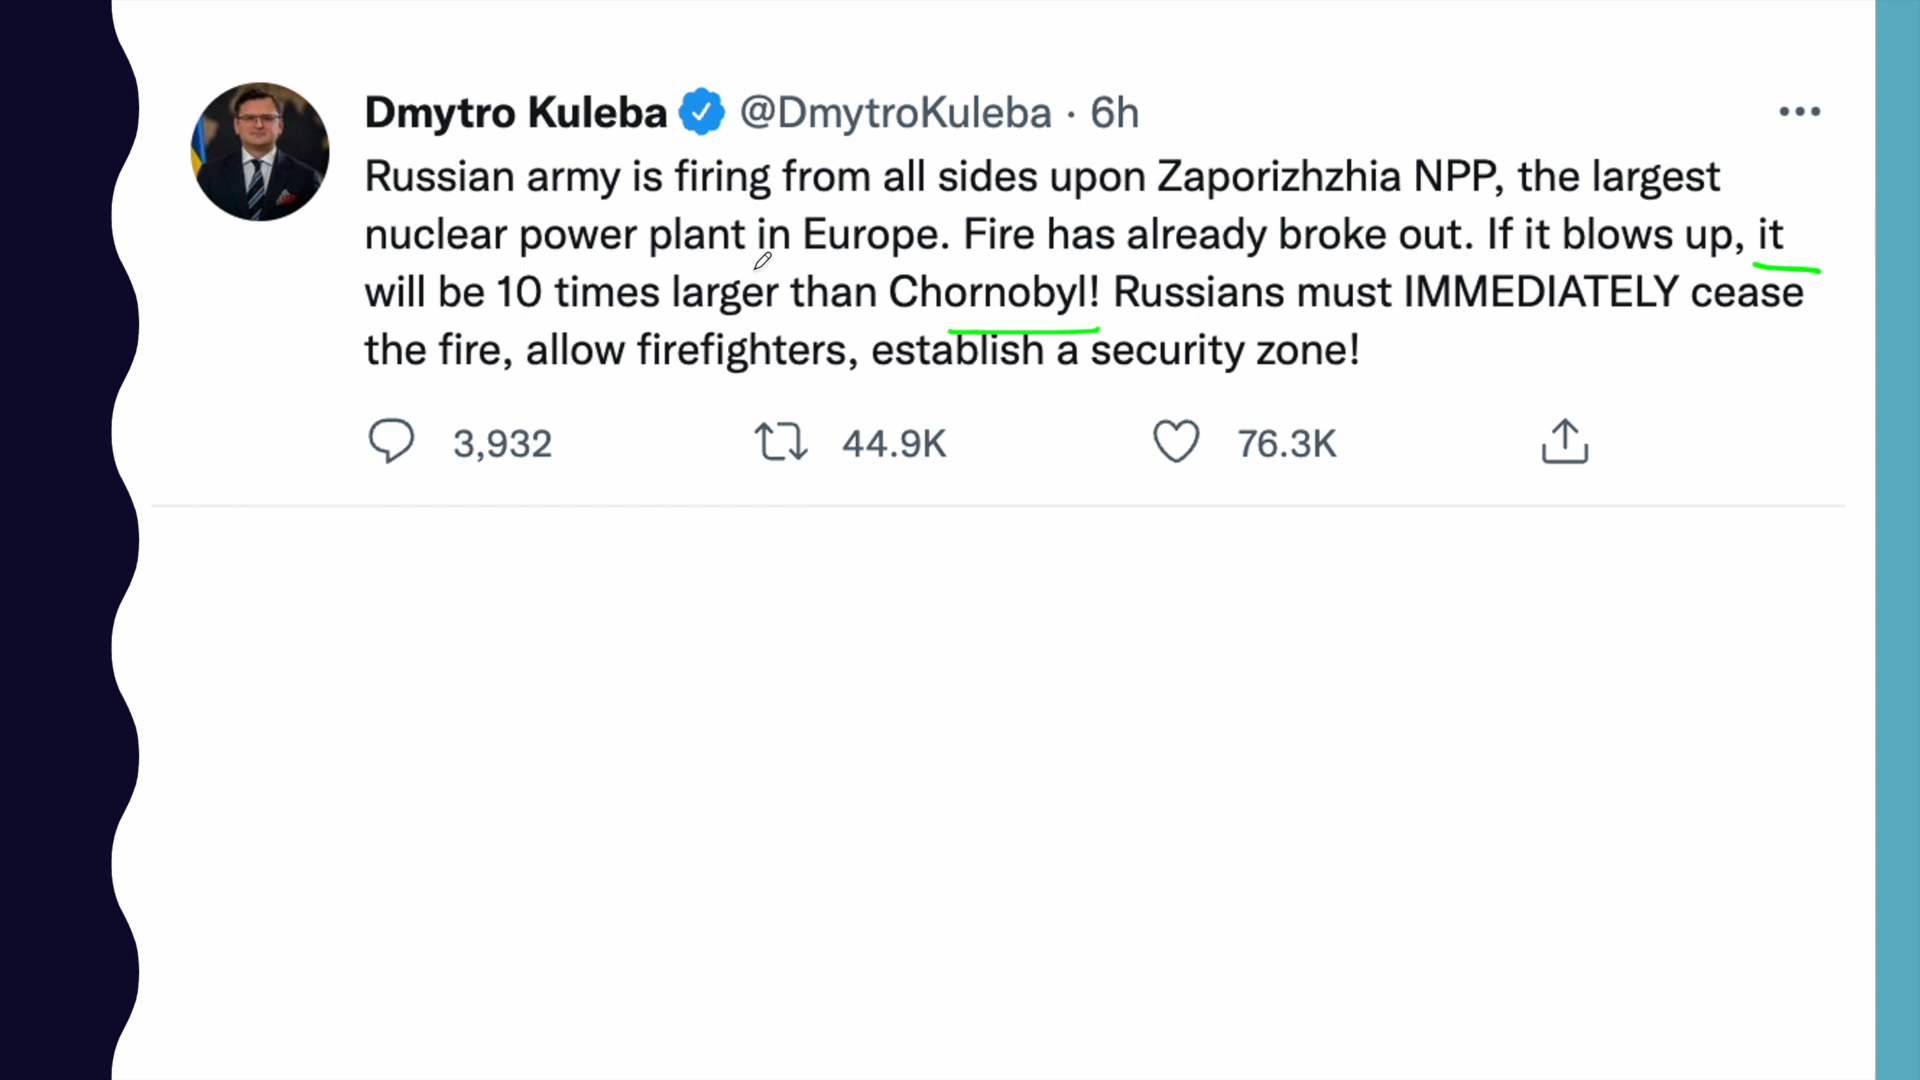 Dmytro Kuleba @DmytroKuleba · 6h
Russian army is firing from all sides upon Zaporizhzhia NPP, the largest
nuclear power plant in Europe. Fire has already broke out. If it blows up, it
will be 10 times larger than Chornobyl! Russians must IMMEDIATELY cease
the fire, allow firefighters, establish a security zone!
3,932 44.9K 76.3K